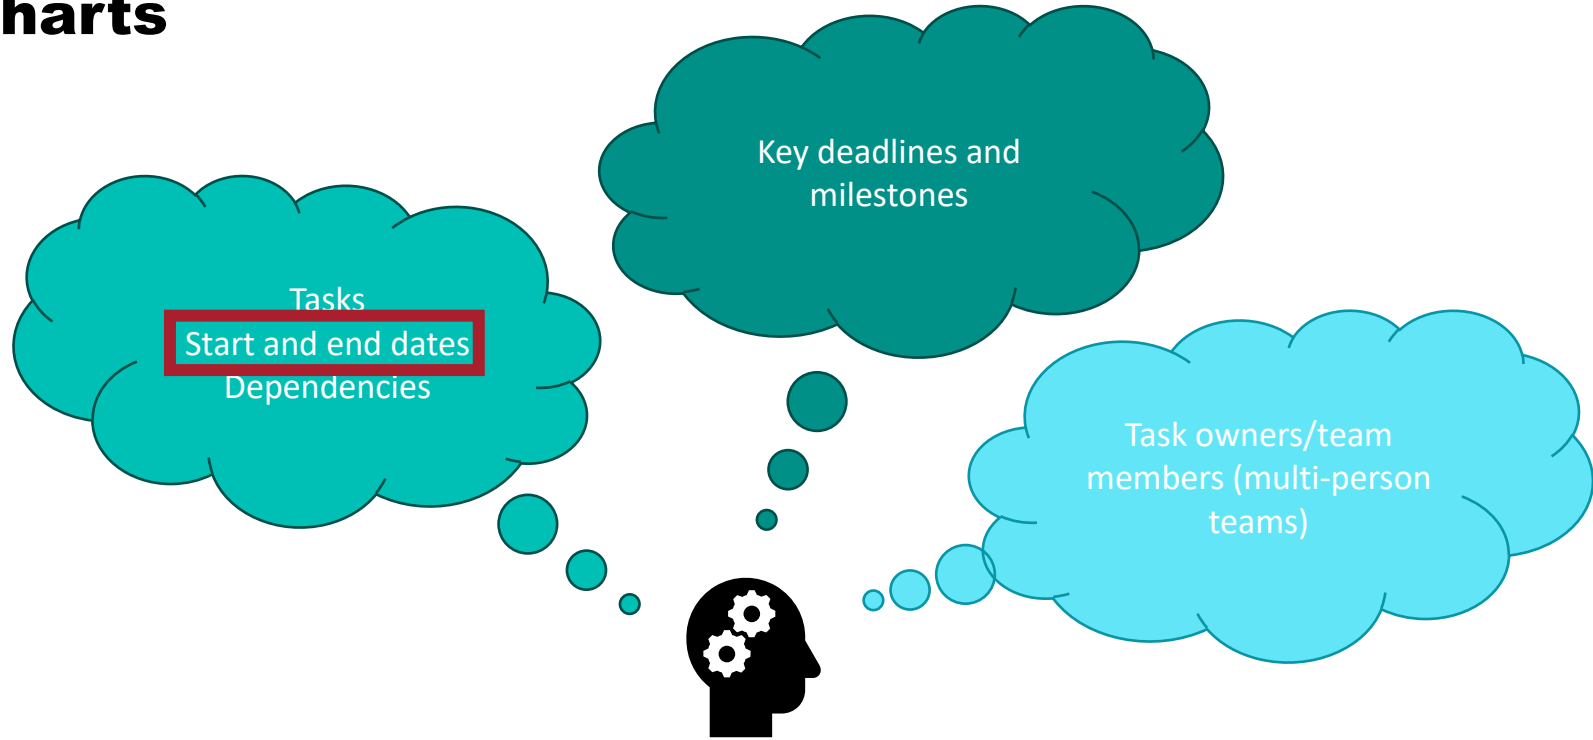 harts
Key deadlines and
milestones
Tasks
Start and end dates
Dependencies
Task owners/team
members (multi-person
teams)